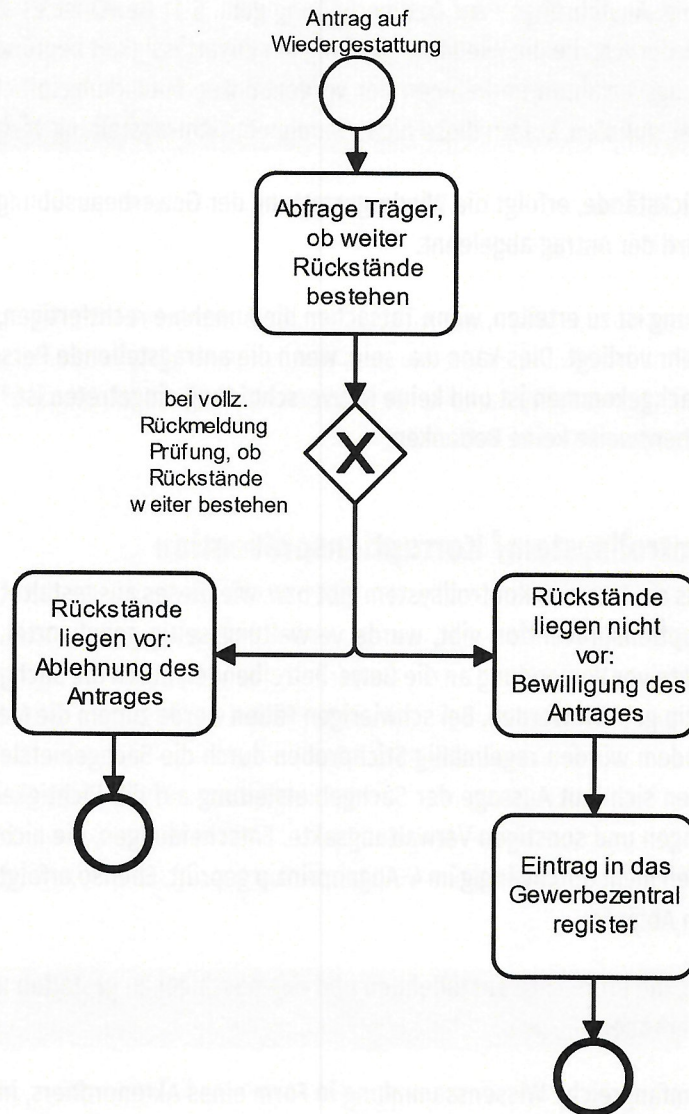 Antrag auf
Wiedergestattung
Abfrage Träger,
ob weiter
Rückstände
bestehen
bei vollz.
Rückmeldung
Prüfung, ob
Rückstände
weiter bestehen
X
Rückstände
liegen vor:
Ablehnung des
Antrages
Rückstände
liegen nicht
vor:
Bewilligung des
Antrages
Eintrag in das
Gewerbezentral
register